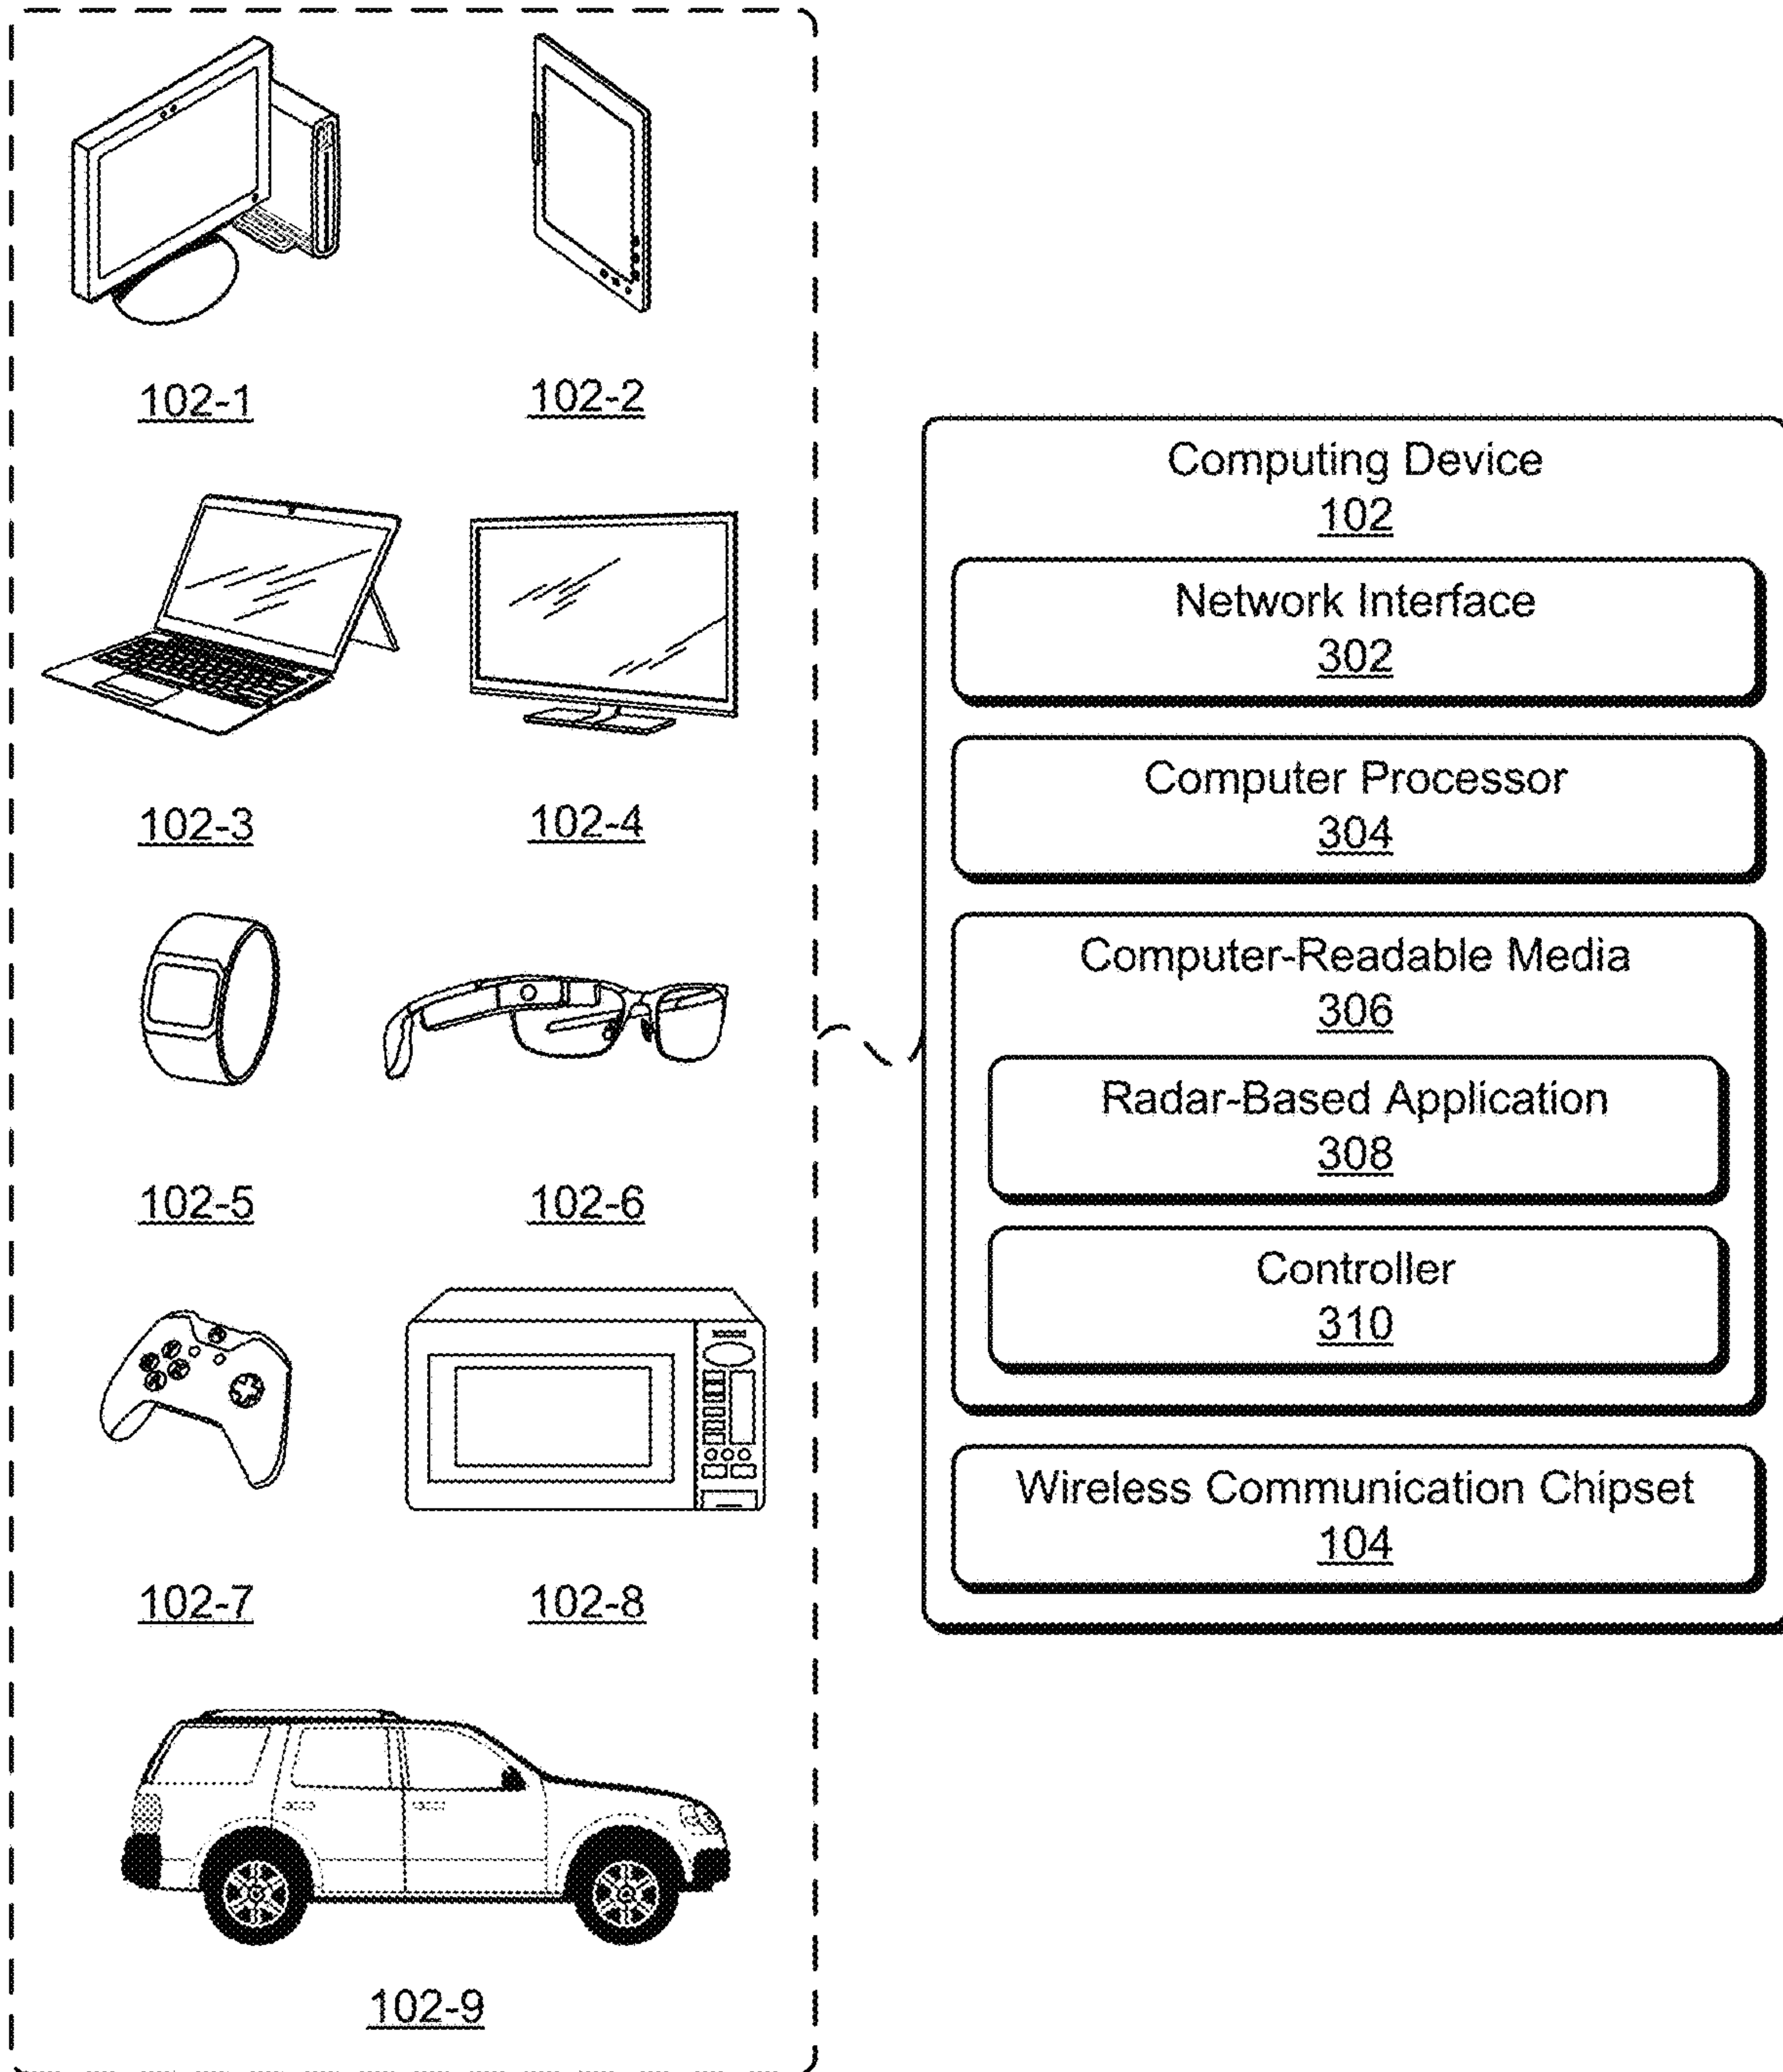 102-1
102-2
102-3
102-4
102-5
102-6
102-7
102-8
102-9
Computing Device
102
Network Interface
302
Computer Processor
304
Computer-Readable Media
306
Radar-Based Application
308
Controller
310
Wireless Communication Chipset
104